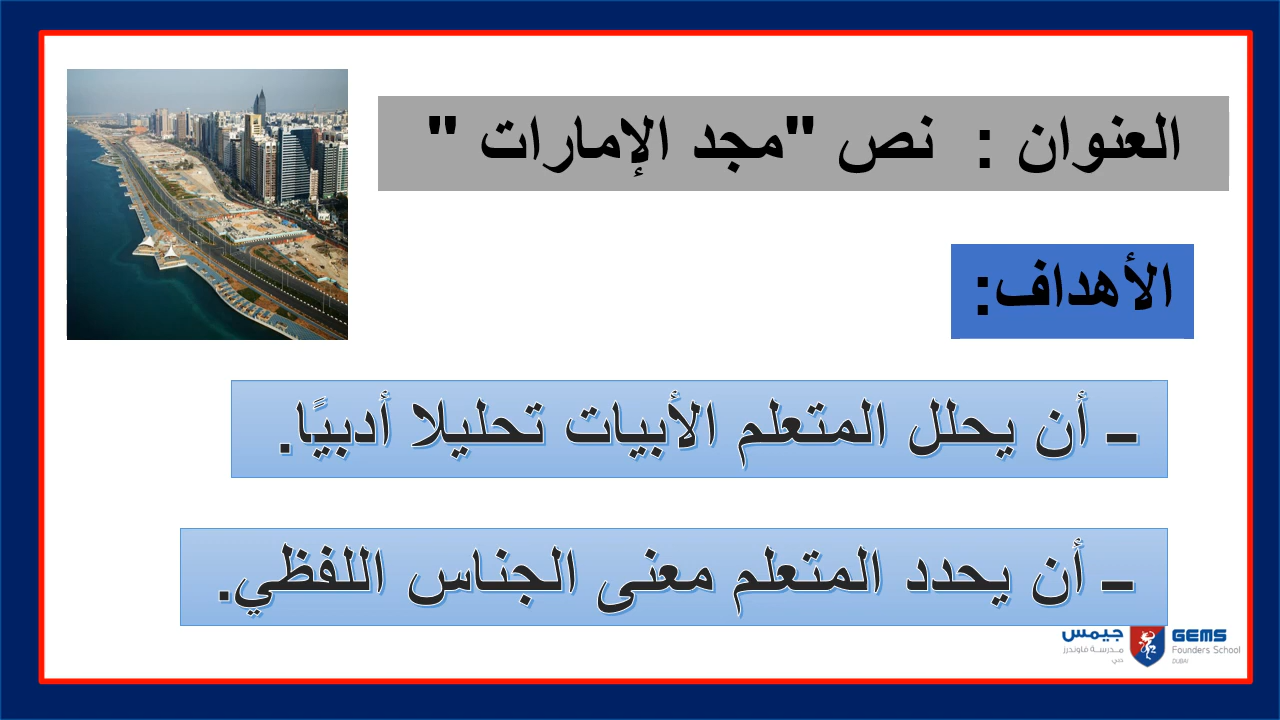 العنوان : نص "مجد الإمارات "
الأهداف:
ـ أن يحلل المتعلم الأبيات تحليلا أدبيًا.
ـ أن يحدد المتعلم معنى الجناس اللفظي.
جيمس
مدرسة فاوندرز
دبي
GEMS
Founders School
DUBAI